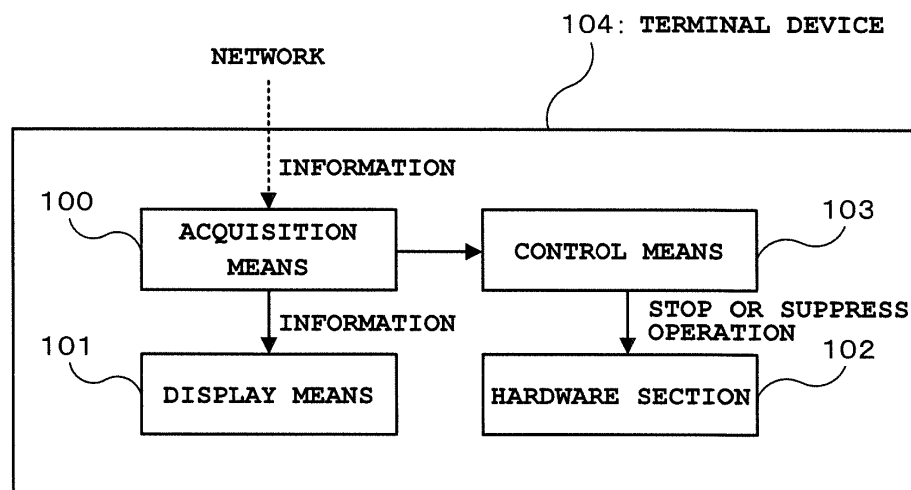 104: TERMINAL DEVICE
NETWORK
INFORMATION
100
ACQUISITION
MEANS
103
CONTROL MEANS
INFORMATION
STOP OR SUPPRESS
OPERATION
101
DISPLAY MEANS
102
HARDWARE SECTION